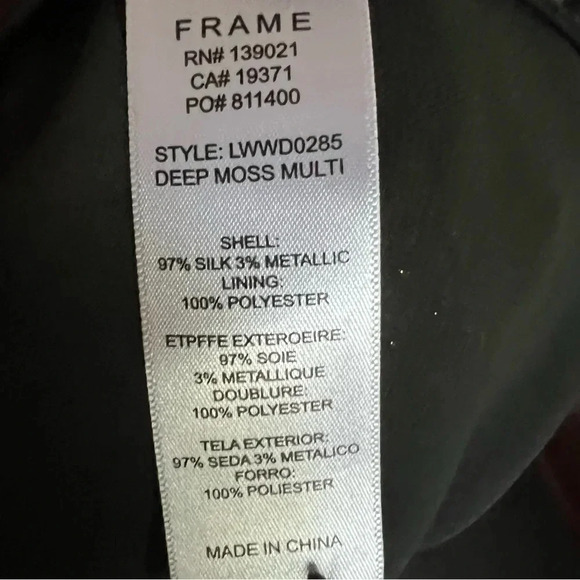 FRAME
RN# 139021
CA# 19371
PO# 811400
STYLE: LWWD0285
DEEP MOSS MULTI
SHELL:
97% SILK 3% METALLIC
LINING:
100% POLYESTER
ETPFFE EXTEROEIRE:
97% SOIE
3% METALLIQUE
DOUBLURE:
100% POLYESTER
TELA EXTERIOR:
97% SEDA 3% METALICO
FORRO:
100% POLIESTER
MADE IN CHINA